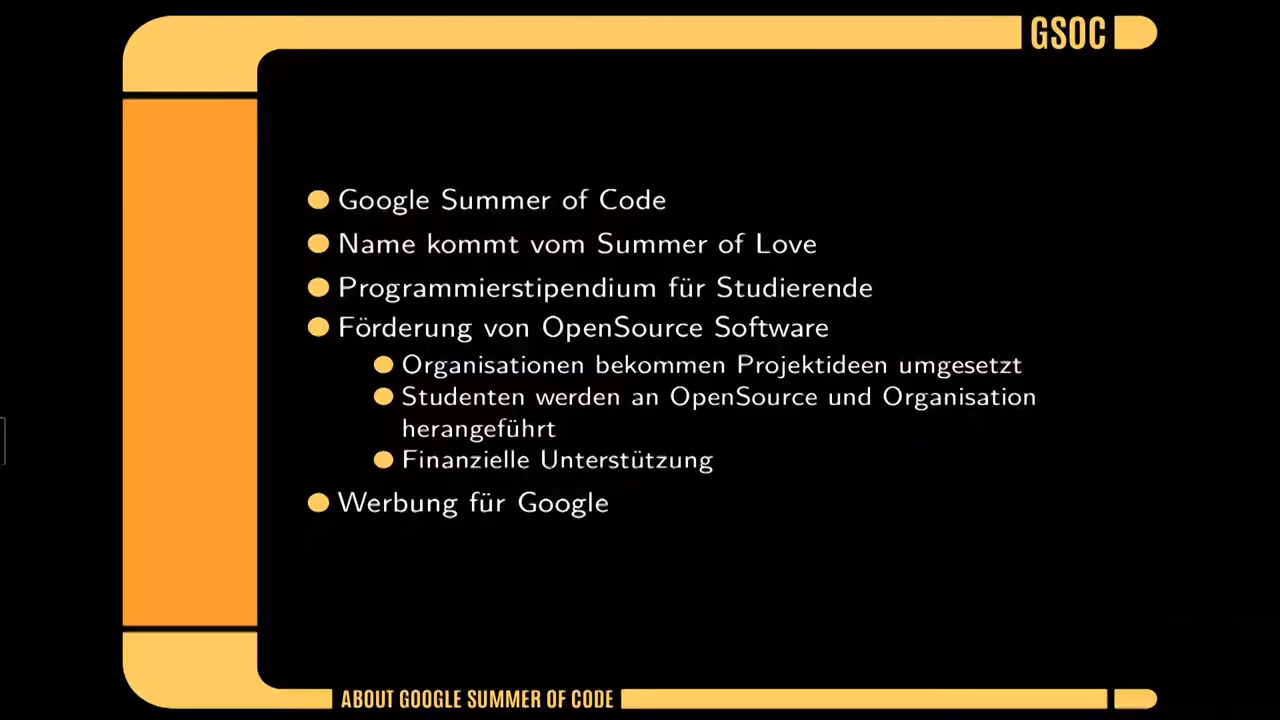 GSOC
Google Summer of Code
Name kommt vom Summer of Love
Programmierstipendium für Studierende
Förderung von OpenSource Software
Organisationen bekommen Projektideen umgesetzt
Studenten werden an OpenSource und Organisation
herangeführt
Finanzielle Unterstützung
Werbung für Google
ABOUT GOOGLE SUMMER OF CODE